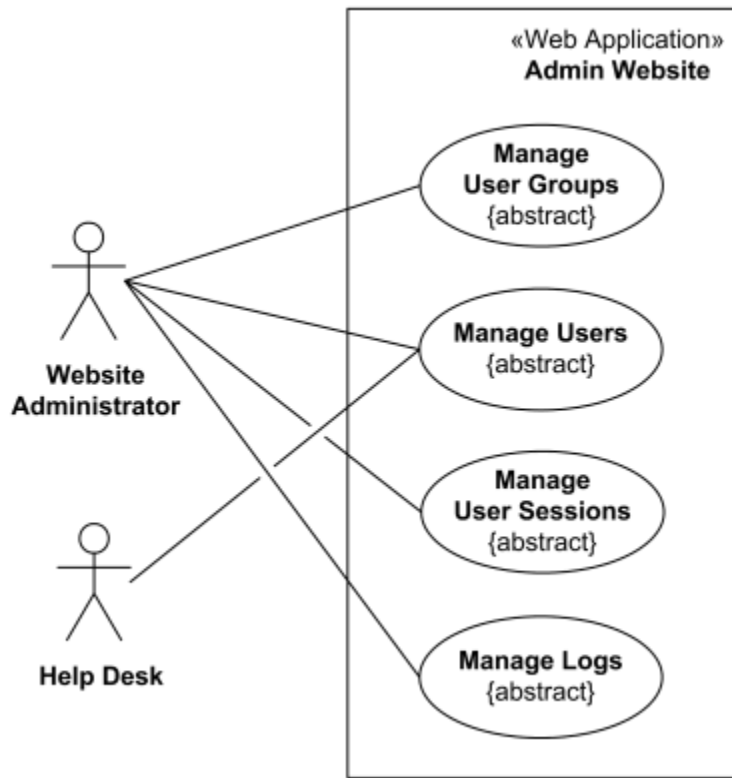 «Web Application»
Admin Website
Manage
User Groups
{abstract}
Manage Users
{abstract}
Website
Administrator
Manage
User Sessions
{abstract}
Help Desk
Manage Logs
{abstract}